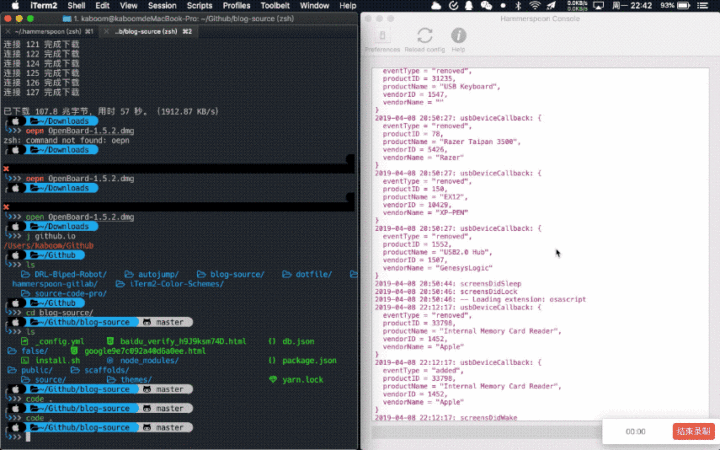 iTerm2 Shell Edit View Session Scripts Profiles Toolbelt Window Help
0.0KB/s
0.0KB/s
周一 22:42 93%
1. kaboom@kaboomdeMacBook-Pro: ~/Github/blog-source (zsh)
~/.hammerspoon (zsh) ⌘1
..b/blog-source (zsh) ⌘2
连接 121 完成下载
连接 122 完成下载
连接 124 完成下载
连接 125 完成下载
连接 126 完成下载
连接 127 完成下载
已下载 107.8 兆字节，用时 57 秒。 (1912.87 KB/s)
~/Downloads
>>> oepn OpenBoard-1.5.2.dmg
zsh: command not found: oepn
~/Downloads
>>> oepn OpenBoard-1.5.2.dmg
~/Downloads
>>> open OpenBoard-1.5.2.dmg
~/Downloads
>>> j github.io
/Users/kaboom/Github
~/Github
>>> ls
DRL-Biped-Robot/ autojump/ blog-source/ dotfile/
hammerspoon-gitlab/ iTerm2-Color-Schemes/
source-code-pro/
~/Github
>>> cd blog-source/
~/Github/blog-source master
>>> ls
_config.yml baidu_verify_h9J9ksm74D.html db.json
false/ google9e7c092a40d6a0ee.html
install.sh node_modules/ package.json
public/ scaffolds/
source/ themes/ yarn.lock
~/Github/blog-source master
>>> code .
~/Github/blog-source master
>>> code .
~/Github/blog-source master
>>>
Hammerspoon Console
Preferences Reload config Help
eventType = "removed",
productID = 31235,
productName = "USB Keyboard",
vendorID = 1547,
vendorName = ""
}
2019-04-08 20:50:27: usbDeviceCallback: {
eventType = "removed",
productID = 78,
productName = "Razer Taipan 3500",
vendorID = 5426,
vendorName = "Razer"
}
2019-04-08 20:50:27: usbDeviceCallback: {
eventType = "removed",
productID = 150,
productName = "EX12",
vendorID = 10429,
vendorName = "XP-PEN"
}
2019-04-08 20:50:27: usbDeviceCallback: {
eventType = "removed",
productID = 1552,
productName = "USB2.0 Hub",
vendorID = 1507,
vendorName = "GenesysLogic"
}
2019-04-08 20:50:44: screensDidSleep
2019-04-08 20:50:46: screensDidLock
2019-04-08 20:50:46: -- Loading extension: osascript
2019-04-08 22:12:17: usbDeviceCallback: {
eventType = "removed",
productID = 33798,
productName = "Internal Memory Card Reader",
vendorID = 1452,
vendorName = "Apple"
}
2019-04-08 22:12:17: usbDeviceCallback: {
eventType = "added",
productID = 33798,
productName = "Internal Memory Card Reader",
vendorID = 1452,
vendorName = "Apple"
}
2019-04-08 22:12:17: screensDidWake
00:00 结束录制